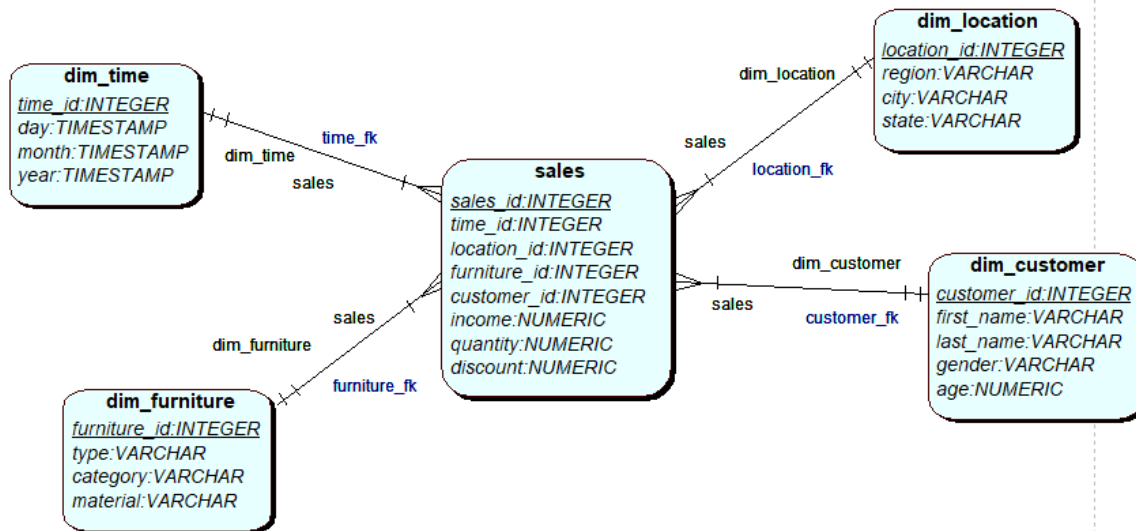 dim_time
time_id:INTEGER
day:TIMESTAMP
month:TIMESTAMP
year:TIMESTAMP
dim_time
time_fk
sales
dim_location
location_id:INTEGER
region:VARCHAR
city:VARCHAR
state:VARCHAR
dim_location
sales
location_fk
sales
sales_id:INTEGER
time_id:INTEGER
location_id:INTEGER
furniture_id:INTEGER
customer_id:INTEGER
income:NUMERIC
quantity:NUMERIC
discount:NUMERIC
dim_customer
sales
customer_fk
dim_customer
customer_id:INTEGER
first_name:VARCHAR
last_name:VARCHAR
gender:VARCHAR
age:NUMERIC
sales
dim_furniture
furniture_fk
dim_furniture
furniture_id:INTEGER
type:VARCHAR
category:VARCHAR
material:VARCHAR